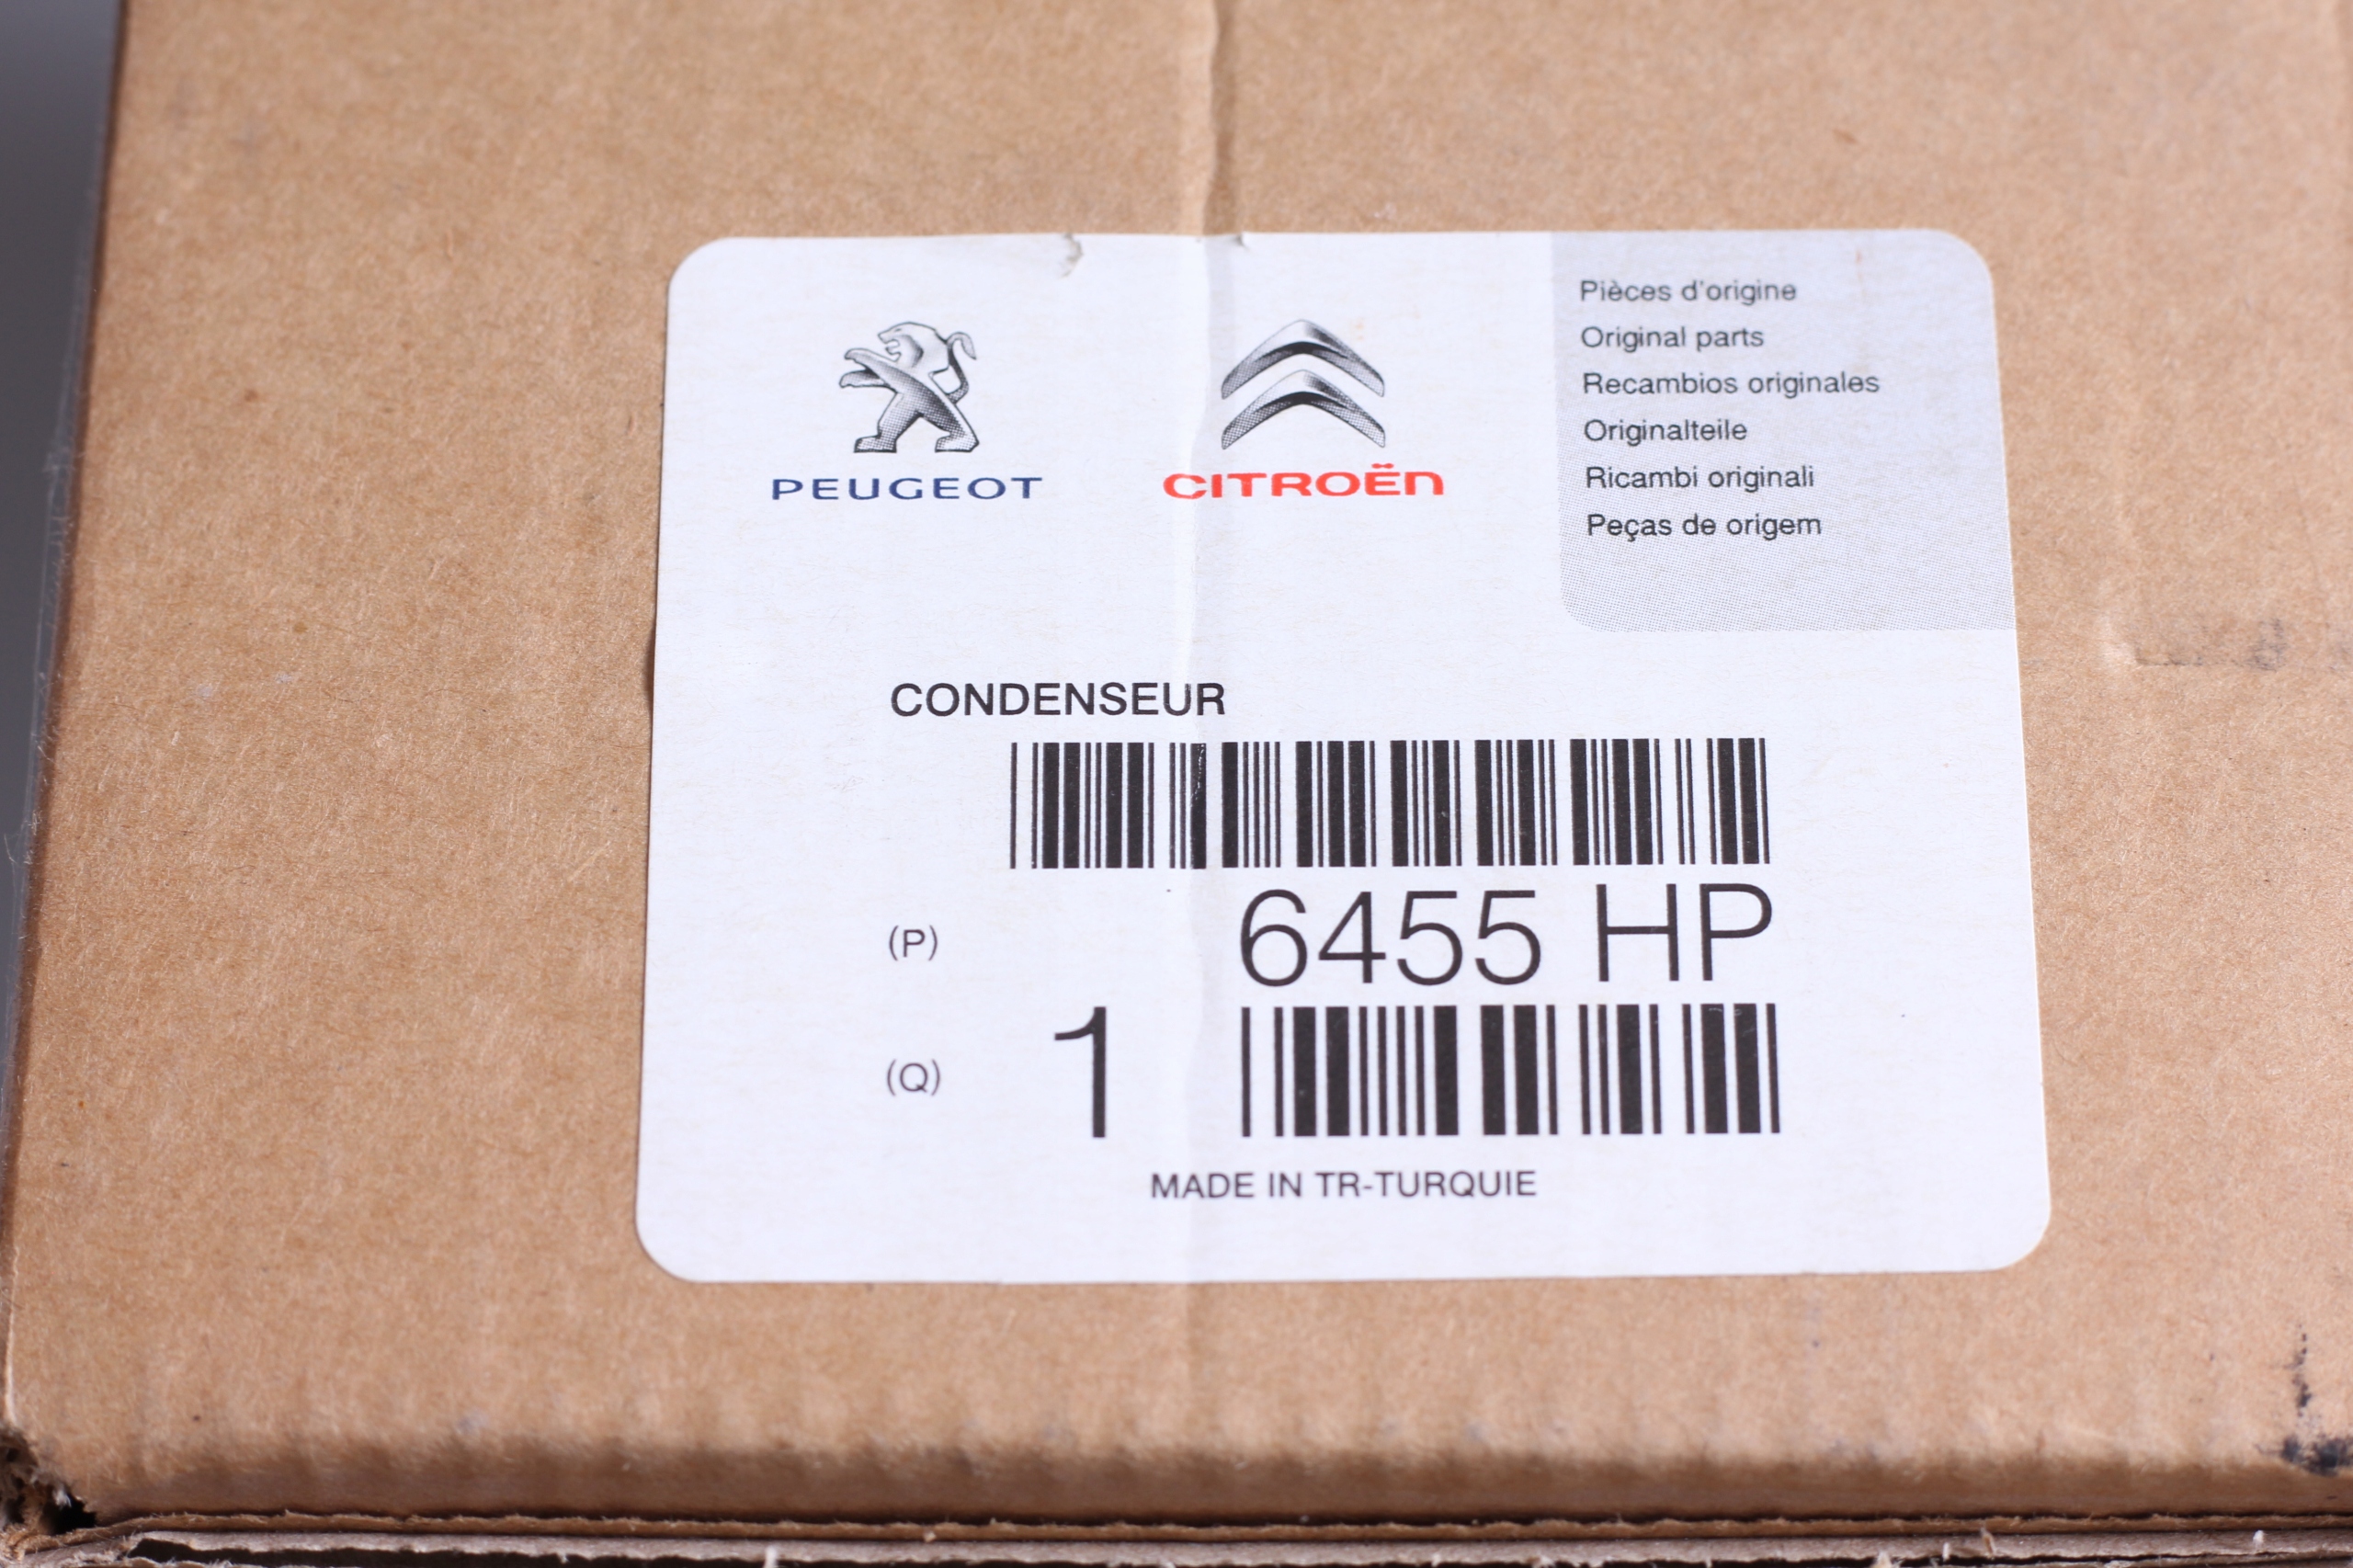 PEUGEOT
CITROËN
Pièces d'origine
Original parts
Recambios originales
Originalteile
Ricambi originali
Peças de origem
CONDENSEUR
(P) 6455 HP
(Q) 1
MADE IN TR-TURQUIE